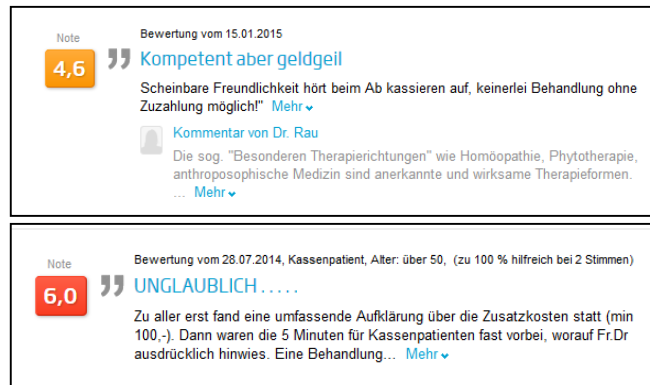 Note
Bewertung vom 15.01.2015
4,6
Kompetent aber geldgeil
Scheinbare Freundlichkeit hört beim Ab kassieren auf, keinerlei Behandlung ohne
Zuzahlung möglich!" Mehr
Kommentar von Dr. Rau
Die sog. "Besonderen Therapierichtungen" wie Homöopathie, Phytotherapie,
anthroposophische Medizin sind anerkannte und wirksame Therapieformen.
... Mehr
Note
Bewertung vom 28.07.2014, Kassenpatient, Alter: über 50, (zu 100 % hilfreich bei 2 Stimmen)
6,0
UNGLAUBLICH . . . . .
Zu aller erst fand eine umfassende Aufklärung über die Zusatzkosten statt (min
100,-). Dann waren die 5 Minuten für Kassenpatienten fast vorbei, worauf Fr.Dr
ausdrücklich hinwies. Eine Behandlung... Mehr